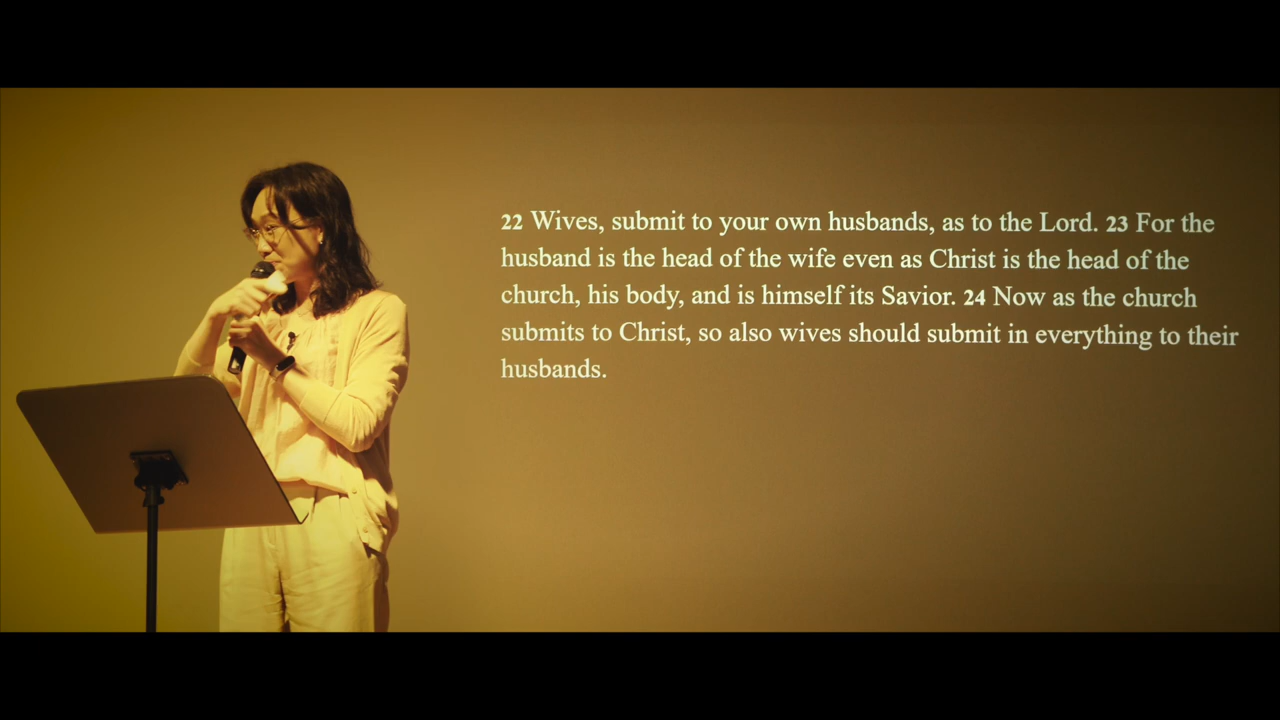 22 Wives, submit to your own husbands, as to the Lord. 23 For the
husband is the head of the wife even as Christ is the head of the
church, his body, and is himself its Savior. 24 Now as the church
submits to Christ, so also wives should submit in everything to their
husbands.